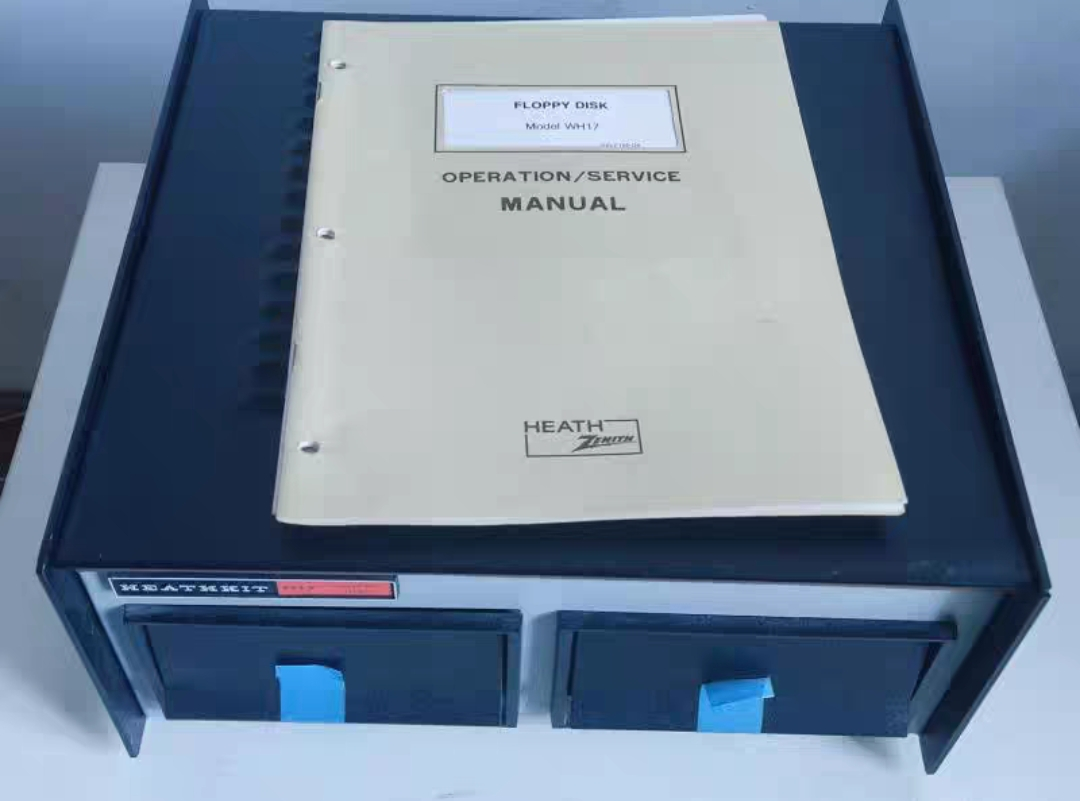 FLOPPY DISK
Model WH17
OPERATION/SERVICE
MANUAL
HEATH
ZENITH
HEATHKIT